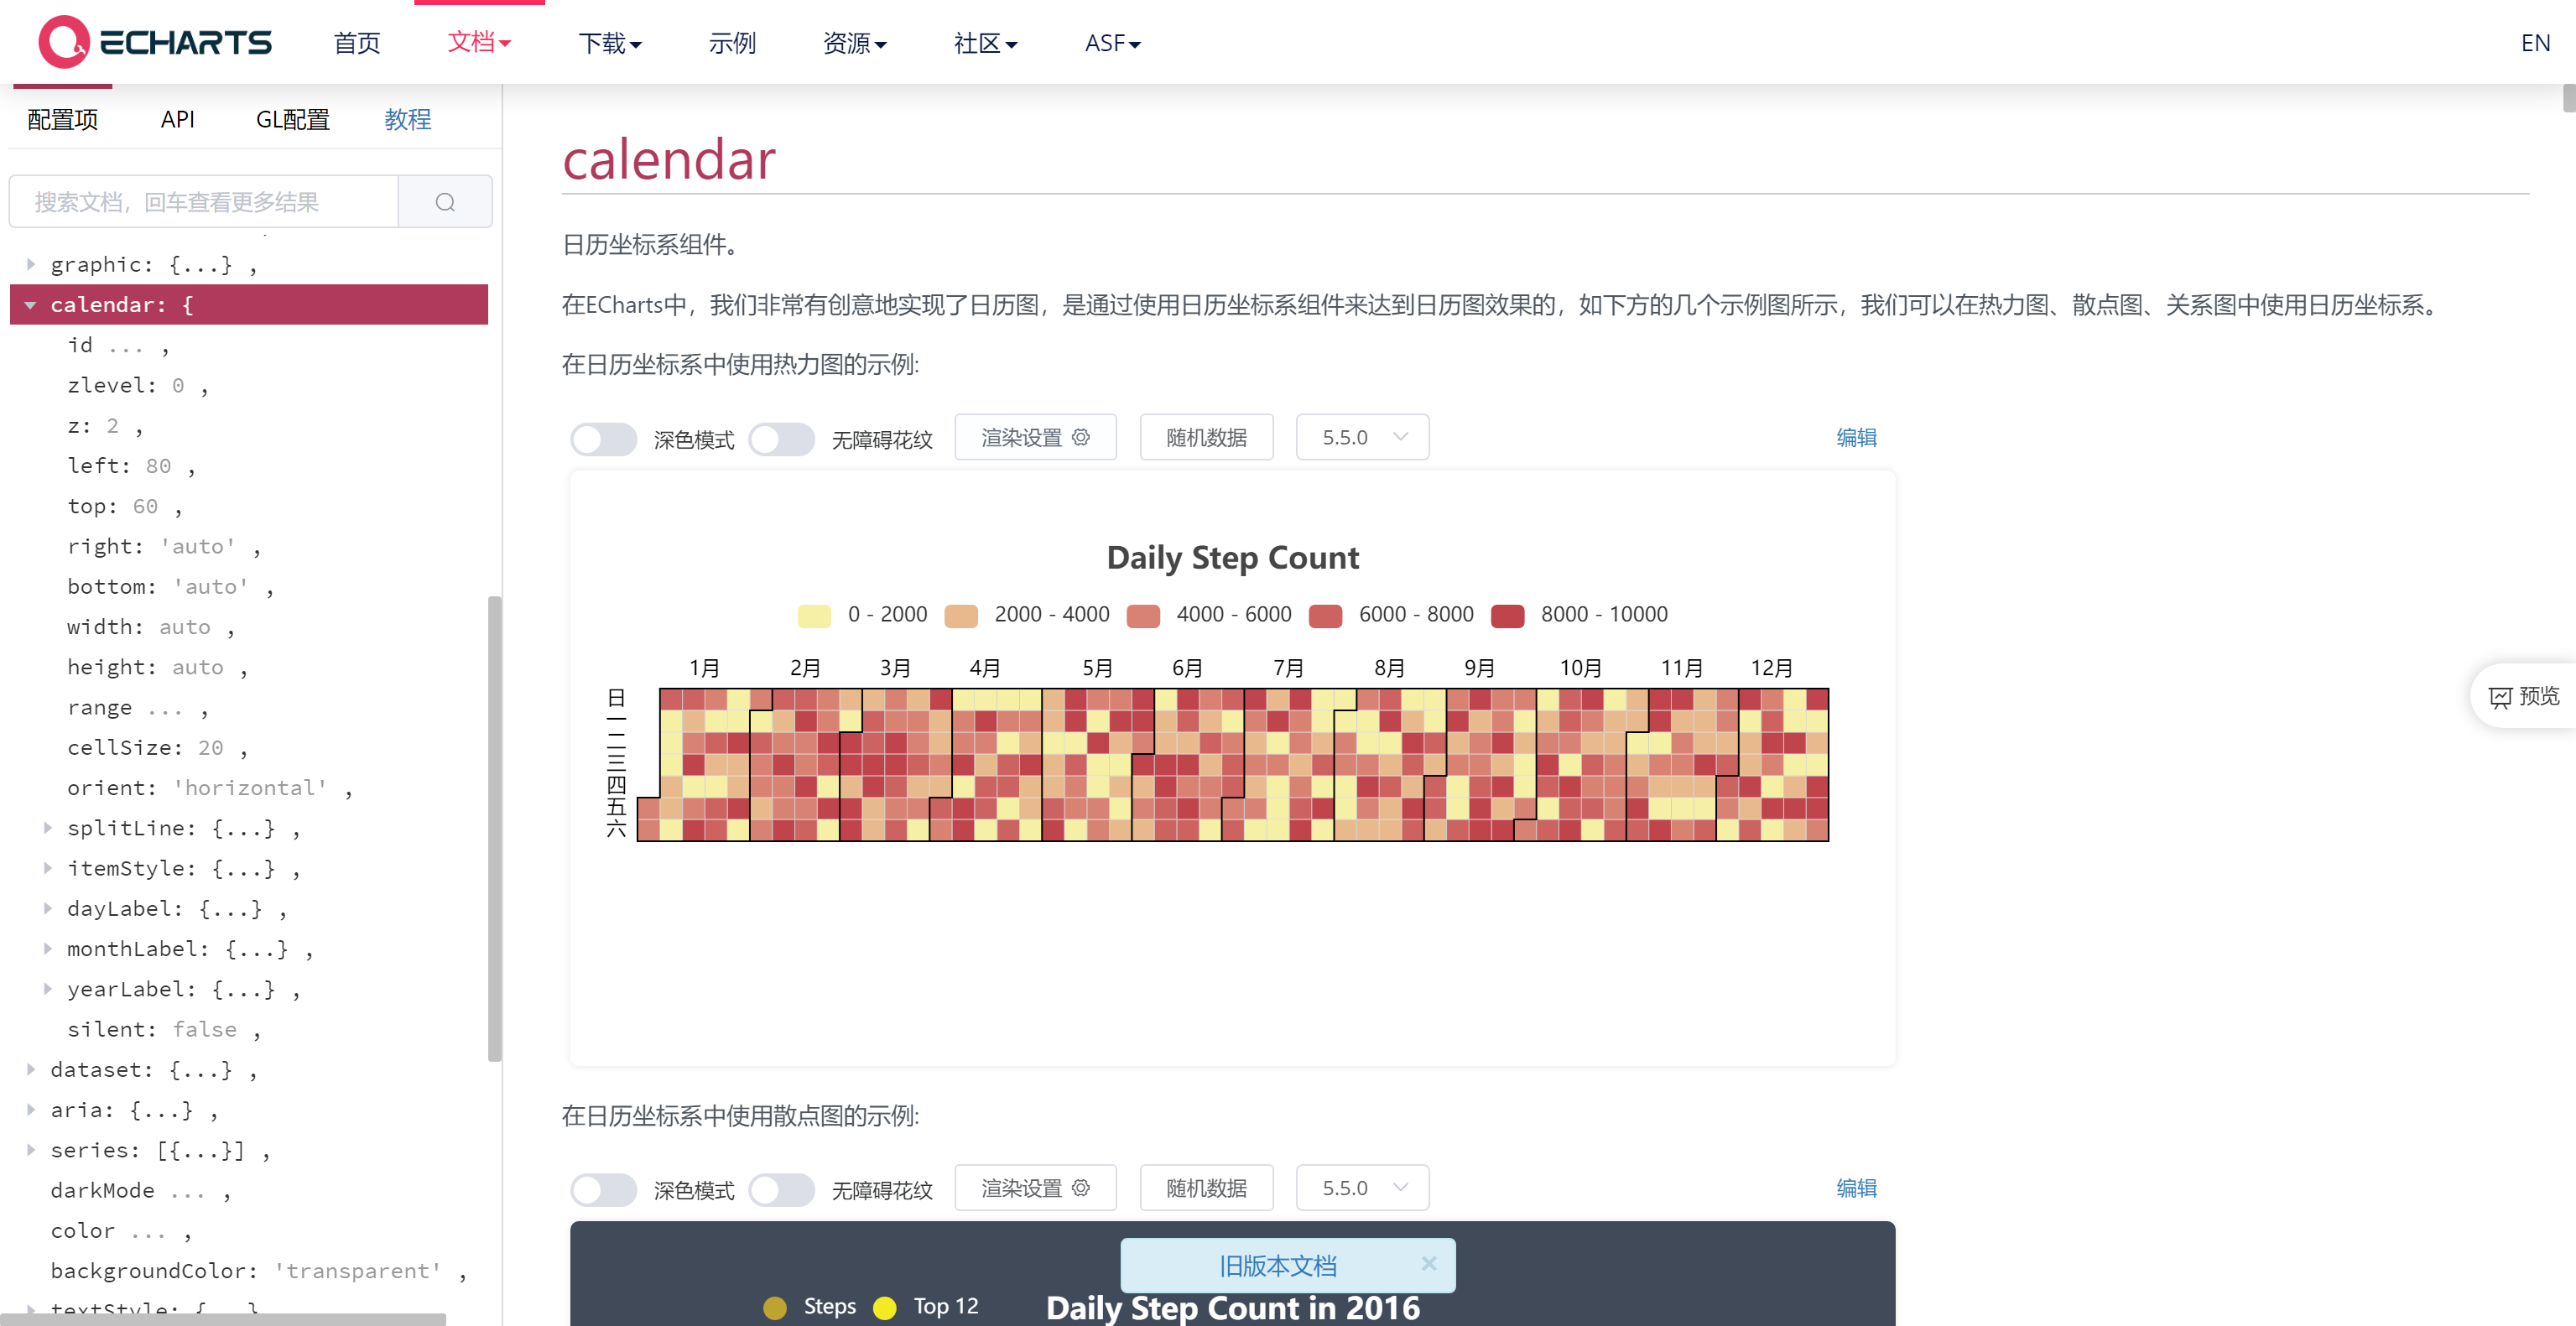 ECHARTS
首页
文档
下载
示例
资源
社区
ASF
EN
配置项
API
GL配置
教程
搜索文档，回车查看更多结果
graphic: {...} ,
calendar: {
id ... ,
zlevel: 0 ,
z: 2 ,
left: 80 ,
top: 60 ,
right: 'auto' ,
bottom: 'auto' ,
width: auto ,
height: auto ,
range ... ,
cellSize: 20 ,
orient: 'horizontal' ,
splitLine: {...} ,
itemStyle: {...} ,
dayLabel: {...} ,
monthLabel: {...} ,
yearLabel: {...} ,
silent: false ,
dataset: {...} ,
aria: {...} ,
series: [{...}] ,
darkMode ... ,
color ... ,
backgroundColor: 'transparent' ,
textStyle: {...}
calendar
日历坐标系组件。
在ECharts中，我们非常有创意地实现了日历图，是通过使用日历坐标系组件来达到日历图效果的，如下方的几个示例图所示，我们可以在热力图、散点图、关系图中使用日历坐标系。
在日历坐标系中使用热力图的示例:
深色模式
无障碍花纹
渲染设置
随机数据
5.5.0
编辑
Daily Step Count
0 - 2000
2000 - 4000
4000 - 6000
6000 - 8000
8000 - 10000
1月
2月
3月
4月
5月
6月
7月
8月
9月
10月
11月
12月
日
一
二
三
四
五
六
预览
在日历坐标系中使用散点图的示例:
深色模式
无障碍花纹
渲染设置
随机数据
5.5.0
编辑
旧版本文档
×
Steps
Top 12
Daily Step Count in 2016